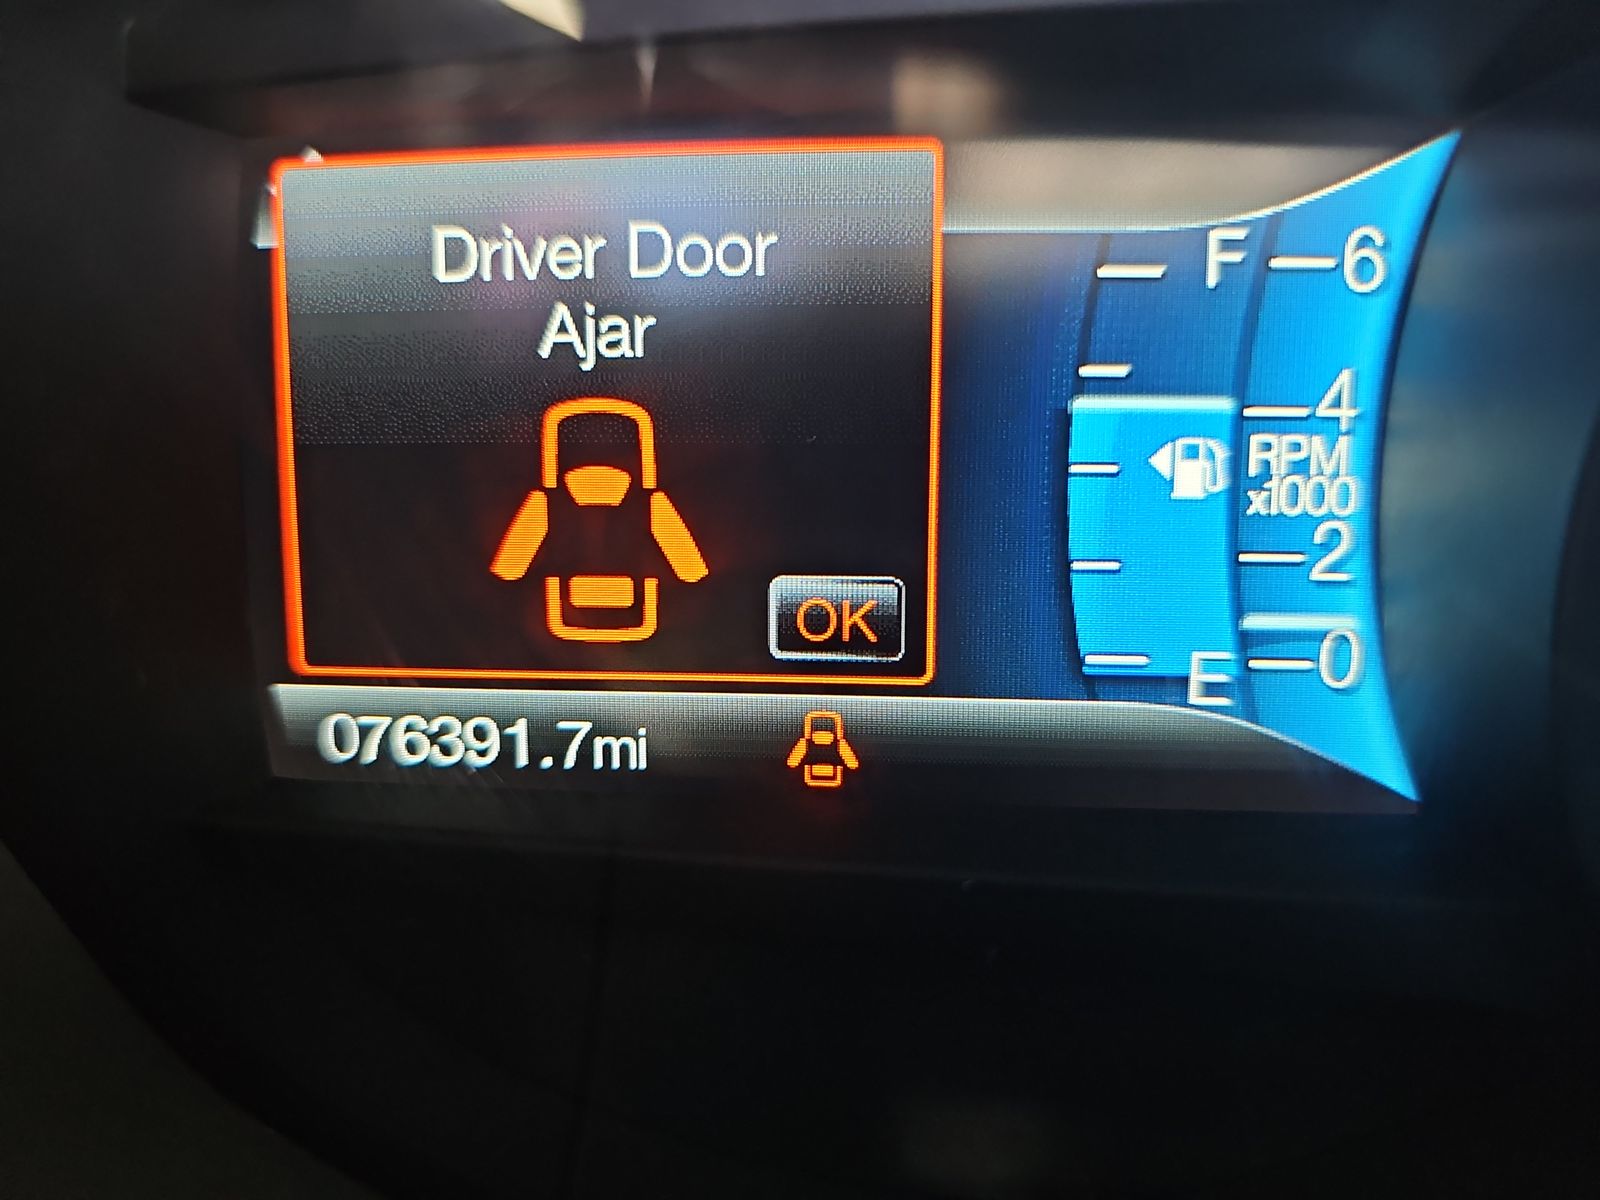 Driver Door
Ajar
OK
F
6
4
RPM
x1000
2
0
E
076391.7mi